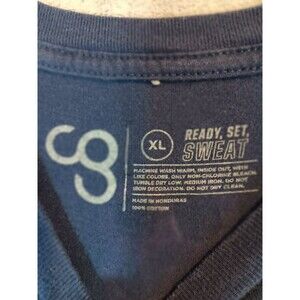 XL
READY, SET,
SWEAT
MACHINE WASH WARM, INSIDE OUT, WITH
LIKE COLORS. ONLY NON-CHLORINE BLEACH.
TUMBLE DRY LOW. MEDIUM IRON. DO NOT
IRON DECORATION. DO NOT DRY CLEAN.
MADE IN HONDURAS
100% COTTON